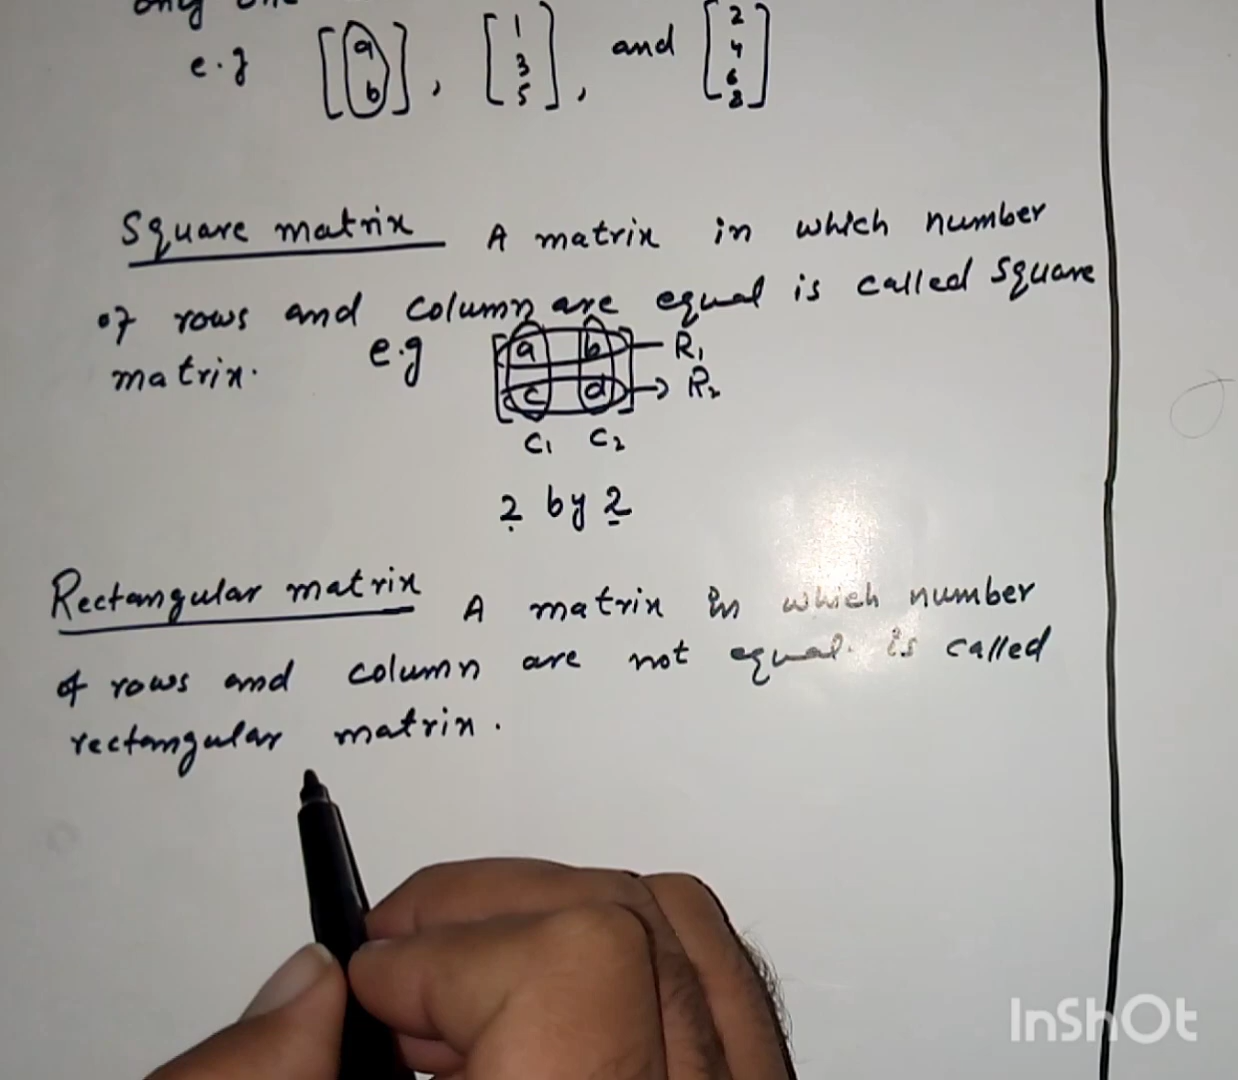 only one
e.g [a b], [1 3 5], and [2 4 6 8]
Square matrix A matrix in which number
of rows and column are equal is called square
matrix. e.g [a b c d] R₁ R₂
C₁ C₂
2 by 2
Rectangular matrix A matrix in which number
of rows and column are not equal is called
rectangular matrix.
InShOt